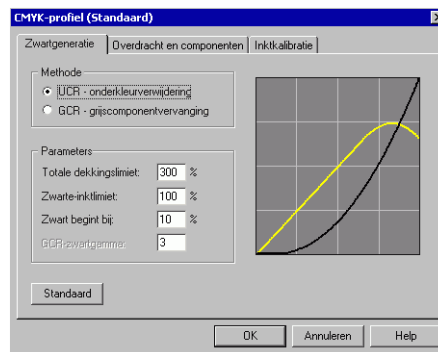 CMYK-profiel (Standaard)
Zwartgeneratie Overdracht en componenten Inktkalibratie
Methode
UCR - onderkleurverwijdering
GCR - grijscomponentvervanging
Parameters
Totale dekkingslimiet: 300 %
Zwarte-inktlimiet: 100 %
Zwart begint bij: 10 %
GCR-zwartgemma: 3
Standaard
OK Annuleren Help